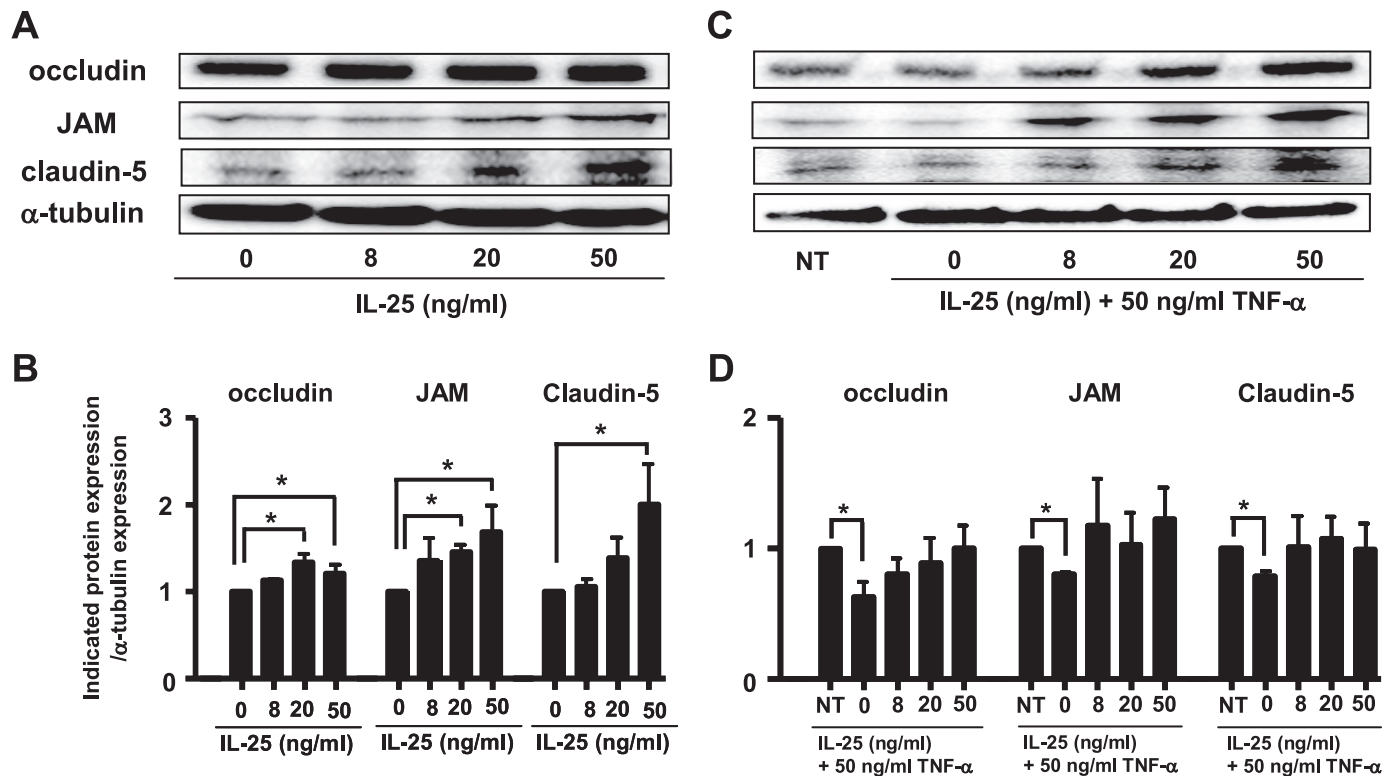 A
occludin
JAM
claudin-5
α-tubulin
0 8 20 50
IL-25 (ng/ml)
C
NT 0 8 20 50
IL-25 (ng/ml) + 50 ng/ml TNF-α
B
Indicated protein expression
/α-tubulin expression
occludin JAM Claudin-5
3
2
1
0
* * * * *
0 8 20 50 0 8 20 50 0 8 20 50
IL-25 (ng/ml) IL-25 (ng/ml) IL-25 (ng/ml)
D
occludin JAM Claudin-5
2
1
0
* * *
NT 0 8 20 50 NT 0 8 20 50 NT 0 8 20 50
IL-25 (ng/ml) IL-25 (ng/ml) IL-25 (ng/ml)
+ 50 ng/ml TNF-α + 50 ng/ml TNF-α + 50 ng/ml TNF-α